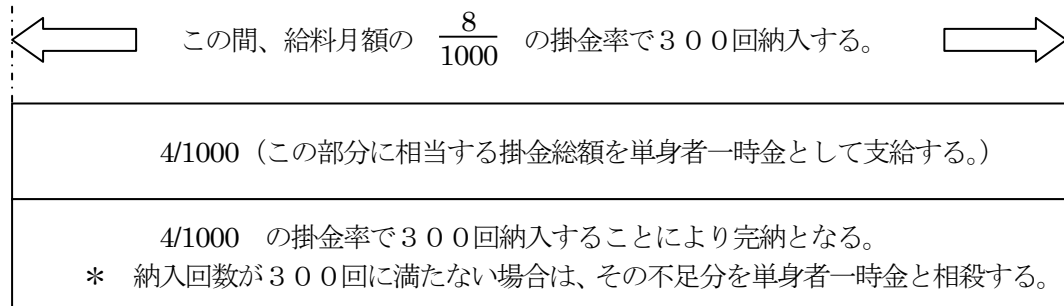 この間、給料月額の 8/1000 の掛金率で３００回納入する。
4/1000（この部分に相当する掛金総額を単身者一時金として支給する。）
4/1000　の掛金率で３００回納入することにより完納となる。
＊　納入回数が３００回に満たない場合は、その不足分を単身者一時金と相殺する。